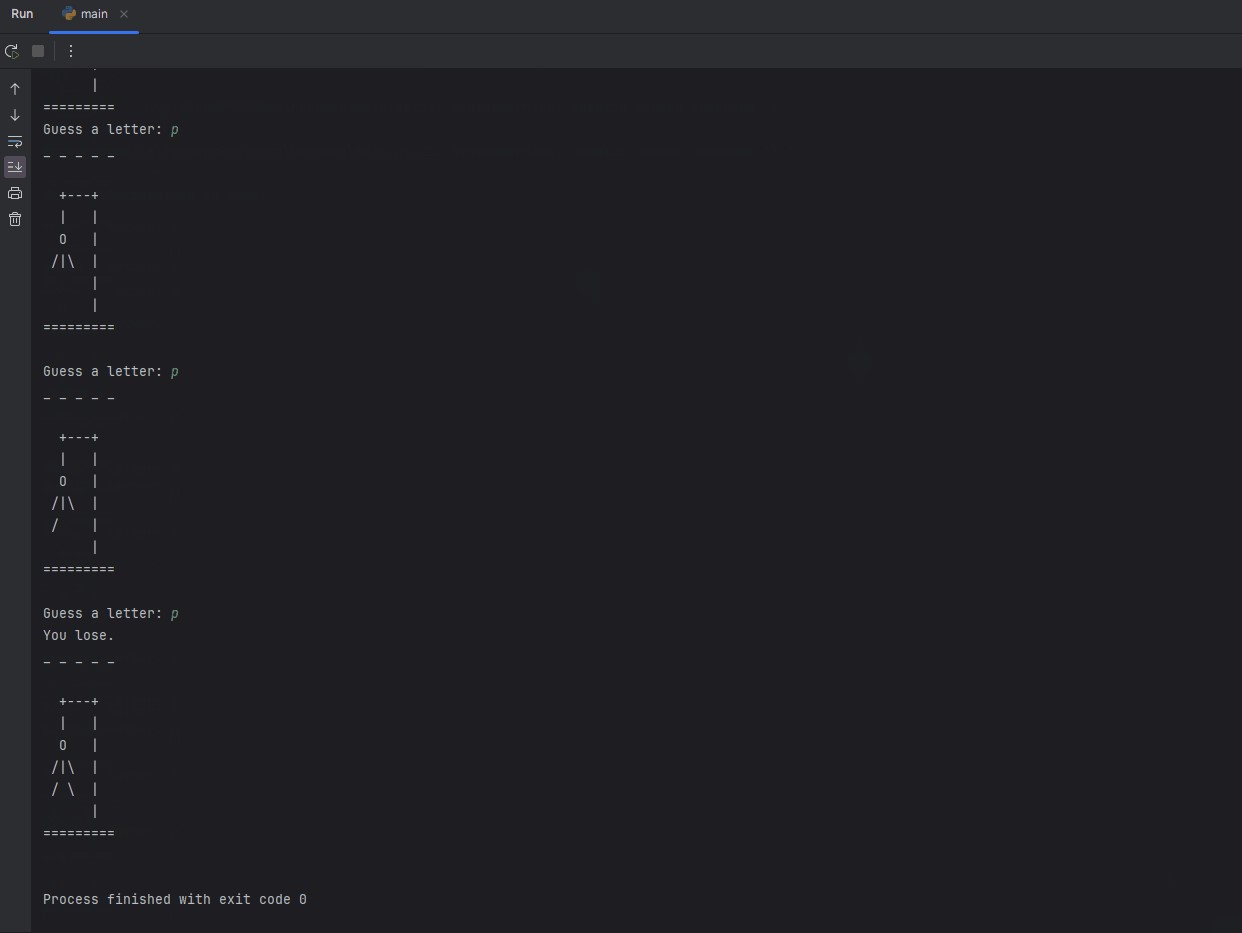 Run main
      |
=========
Guess a letter: p
_ _ _ _ _

  +---+
  |   |
  O   |
 /|\  |
      |
      |
=========

Guess a letter: p
_ _ _ _ _

  +---+
  |   |
  O   |
 /|\  |
 /    |
      |
=========

Guess a letter: p
You lose.
_ _ _ _ _

  +---+
  |   |
  O   |
 /|\  |
 / \  |
      |
=========


Process finished with exit code 0